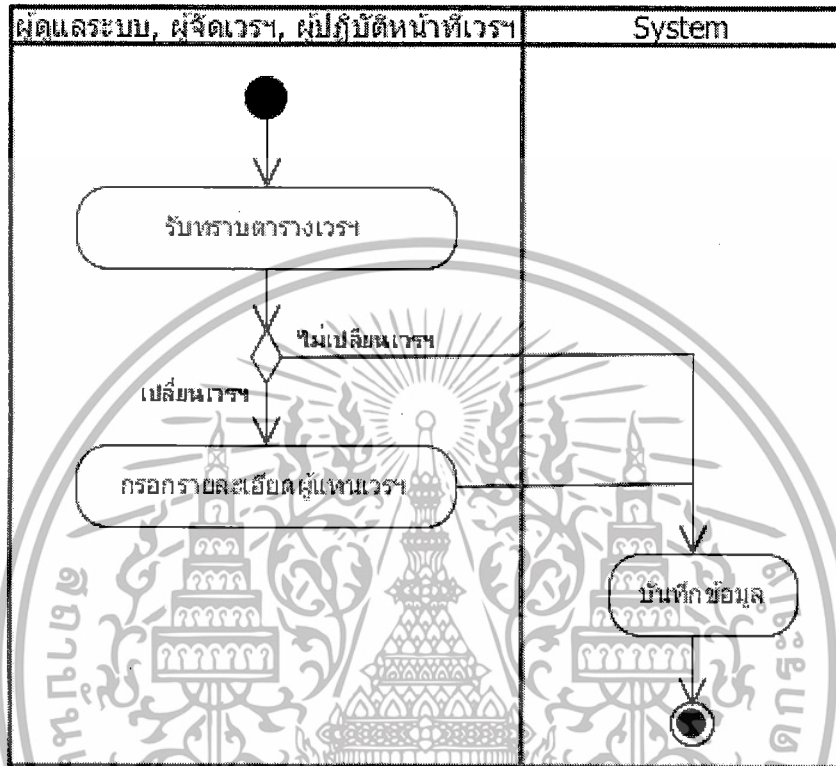 ผู้ดูแลระบบ, ผู้จัดเวรฯ, ผู้ปฏิบัติหน้าที่เวรฯ
System
รับทราบตารางเวรฯ
ไม่เปลี่ยนเวรฯ
เปลี่ยนเวรฯ
กรอกรายละเอียดผู้แทนเวรฯ
บันทึกข้อมูล